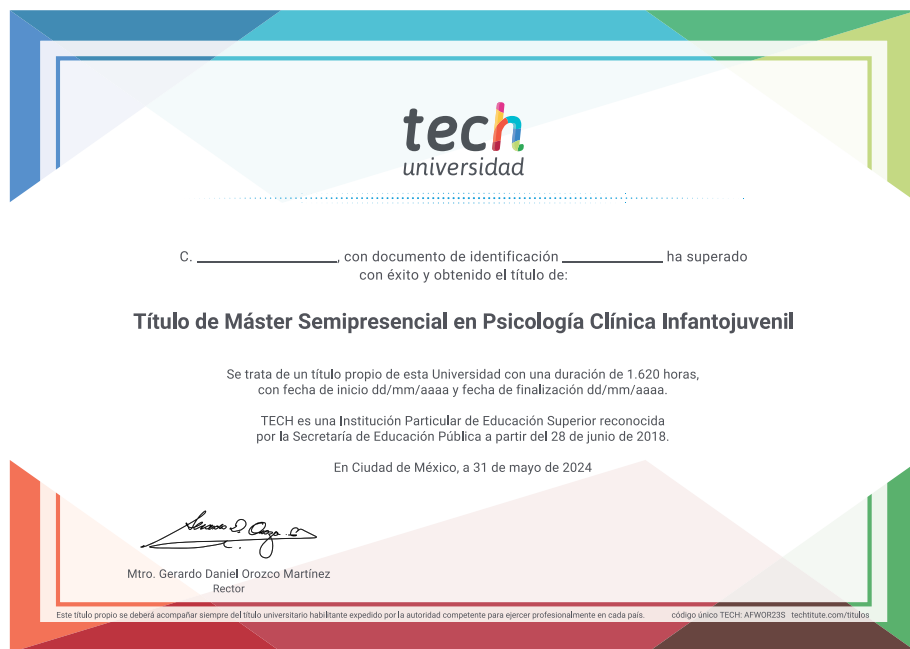 tech
universidad
C. ____________, con documento de identificación ____________ ha superado
con éxito y obtenido el título de:
Título de Máster Semipresencial en Psicología Clínica Infantojuvenil
Se trata de un título propio de esta Universidad con una duración de 1.620 horas,
con fecha de inicio dd/mm/aaaa y fecha de finalización dd/mm/aaaa.
TECH es una Institución Particular de Educación Superior reconocida
por la Secretaría de Educación Pública a partir del 28 de junio de 2018.
En Ciudad de México, a 31 de mayo de 2024
Mtro. Gerardo Daniel Orozco Martínez
Rector
Este título propio se deberá acompañar siempre del título universitario habilitante expedido por la autoridad competente para ejercer profesionalmente en cada país. código único TECH: AFWOR23S techtitute.com/titulos